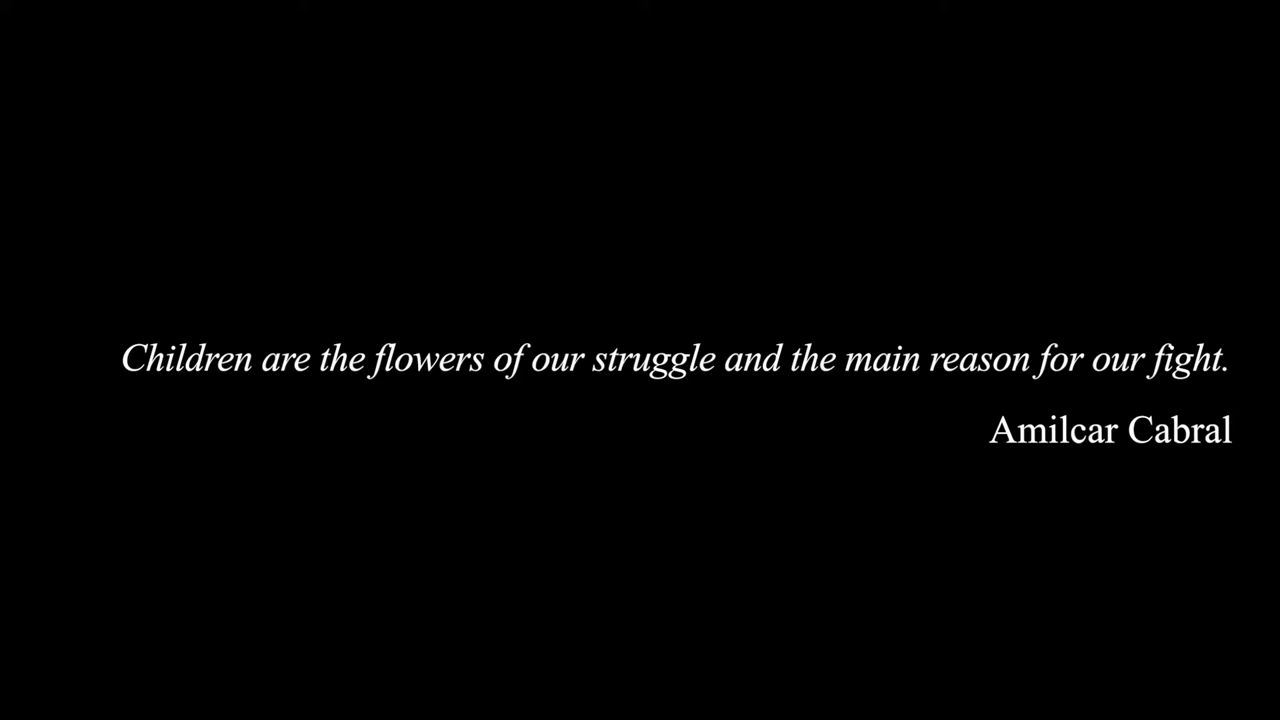 Children are the flowers of our struggle and the main reason for our fight.
Amilcar Cabral